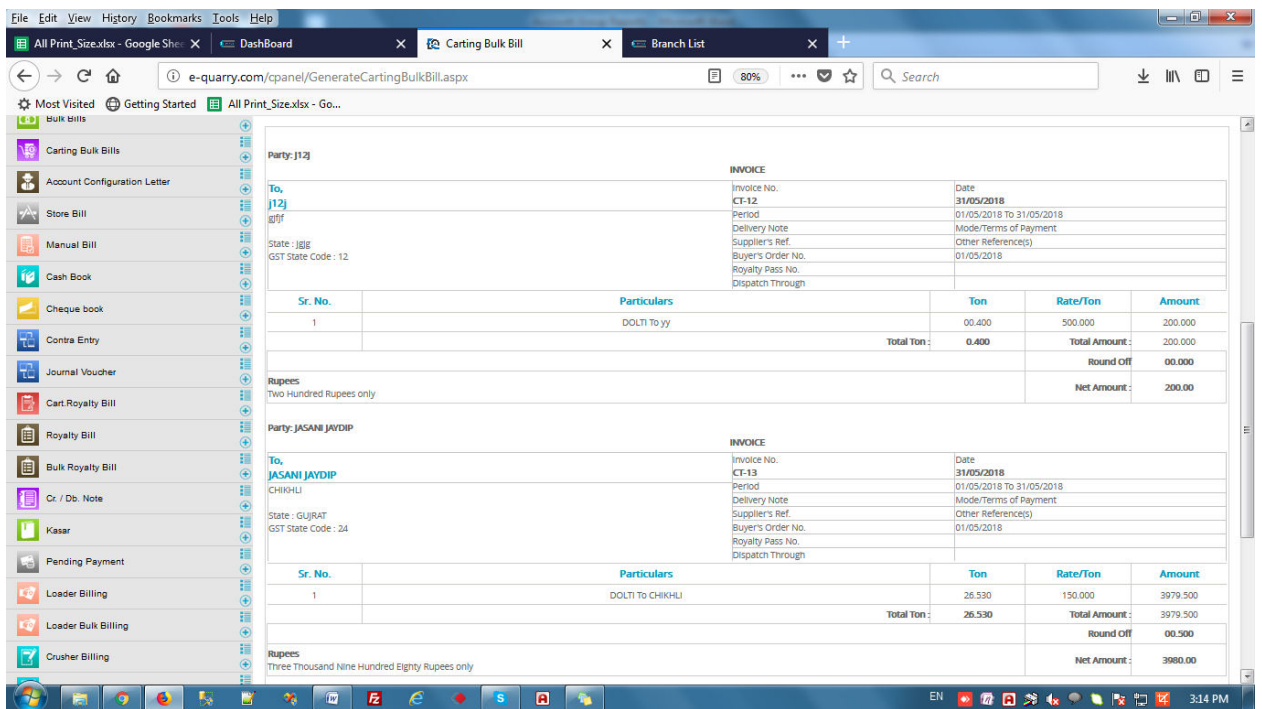 File Edit View History Bookmarks Tools Help
All Print_Size.xlsx - Google She X DashBoard X Carting Bulk Bill X Branch List X +
e-quarry.com/cpanel/GenerateCartingBulkBill.aspx 80% Search
Most Visited Getting Started All Print_Size.xlsx - Go...
Bulk Bills
Carting Bulk Bills
Account Configuration Letter
Store Bill
Manual Bill
Cash Book
Cheque book
Contra Entry
Journal Voucher
Cart.Royalty Bill
Royalty Bill
Bulk Royalty Bill
Cr. / Db. Note
Kasar
Pending Payment
Loader Billing
Loader Bulk Billing
Crusher Billing
Party: J12J
INVOICE
To,
j12j
gjfjf
State : jgjg
GST State Code : 12
Invoice No. Date
CT-12 31/05/2018
Period 01/05/2018 To 31/05/2018
Delivery Note Mode/Terms of Payment
Supplier's Ref. Other Reference(s)
Buyer's Order No. 01/05/2018
Royalty Pass No.
Dispatch Through
Sr. No. Particulars Ton Rate/Ton Amount
1 DOLTI To yy 00.400 500.000 200.000
Total Ton : 0.400 Total Amount : 200.000
Round Off 00.000
Rupees
Two Hundred Rupees only
Net Amount : 200.00
Party: JASANI JAYDIP
INVOICE
To,
JASANI JAYDIP
CHIKHLI
State : GUJRAT
GST State Code : 24
Invoice No. Date
CT-13 31/05/2018
Period 01/05/2018 To 31/05/2018
Delivery Note Mode/Terms of Payment
Supplier's Ref. Other Reference(s)
Buyer's Order No. 01/05/2018
Royalty Pass No.
Dispatch Through
Sr. No. Particulars Ton Rate/Ton Amount
1 DOLTI To CHIKHLI 26.530 150.000 3979.500
Total Ton : 26.530 Total Amount : 3979.500
Round Off 00.500
Rupees
Three Thousand Nine Hundred Eighty Rupees only
Net Amount : 3980.00
EN 3:14 PM